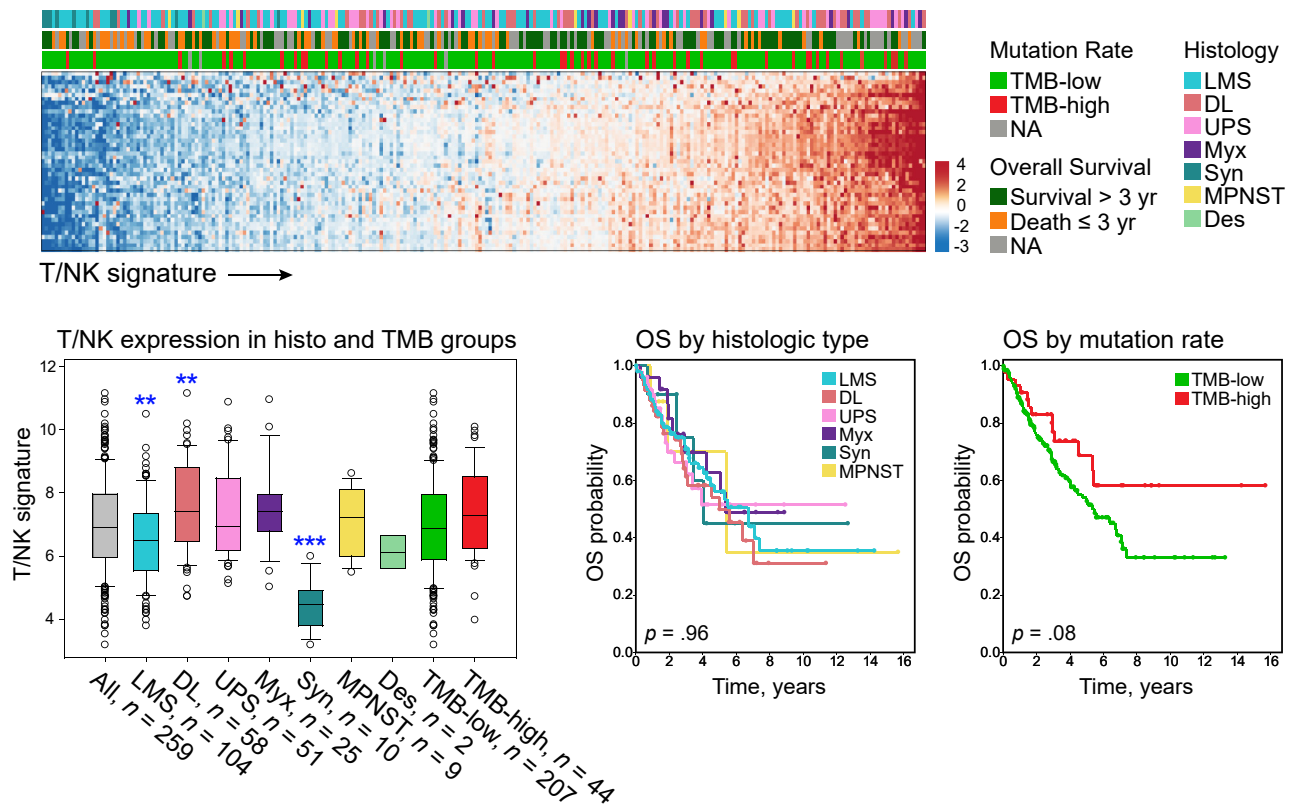 Mutation Rate
TMB-low
TMB-high
NA
Overall Survival
Survival > 3 yr
Death ≤ 3 yr
NA
Histology
LMS
DL
UPS
Myx
Syn
MPNST
Des
4
2
0
-2
-3
T/NK signature
T/NK expression in histo and TMB groups
T/NK signature
12
10
8
6
4
**
**
***
All, n = 259
LMS, n = 104
DL, n = 58
UPS, n = 51
Myx, n = 25
Syn, n = 10
MPNST, n = 9
Des, n = 2
TMB-low, n = 207
TMB-high, n = 44
OS by histologic type
OS probability
1.0
0.8
0.6
0.4
0.2
0.0
LMS
DL
UPS
Myx
Syn
MPNST
p = .96
0 2 4 6 8 10 12 14 16
Time, years
OS by mutation rate
OS probability
1.0
0.8
0.6
0.4
0.2
0.0
TMB-low
TMB-high
p = .08
0 2 4 6 8 10 12 14 16
Time, years